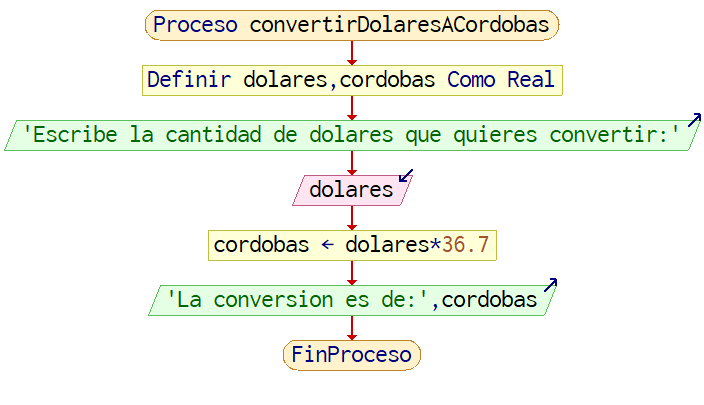 Proceso convertirDolaresACordobas
Definir dolares,cordobas Como Real
'Escribe la cantidad de dolares que quieres convertir:'
dolares
cordobas ← dolares*36.7
'La conversion es de:',cordobas
FinProceso